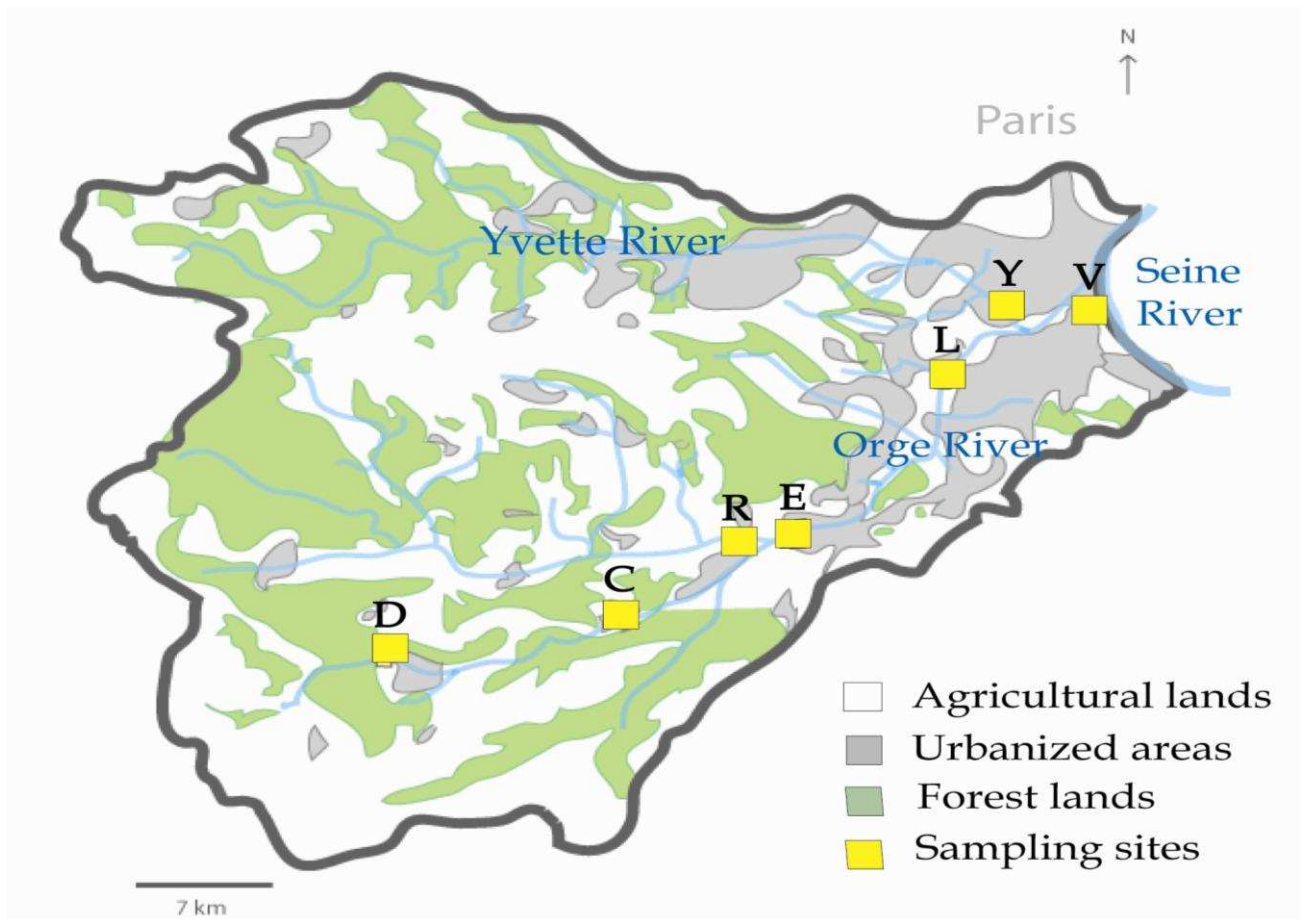 N
Paris
Yvette River
Y
V
Seine
River
L
Orge River
R
E
C
D
Agricultural lands
Urbanized areas
Forest lands
Sampling sites
7 km